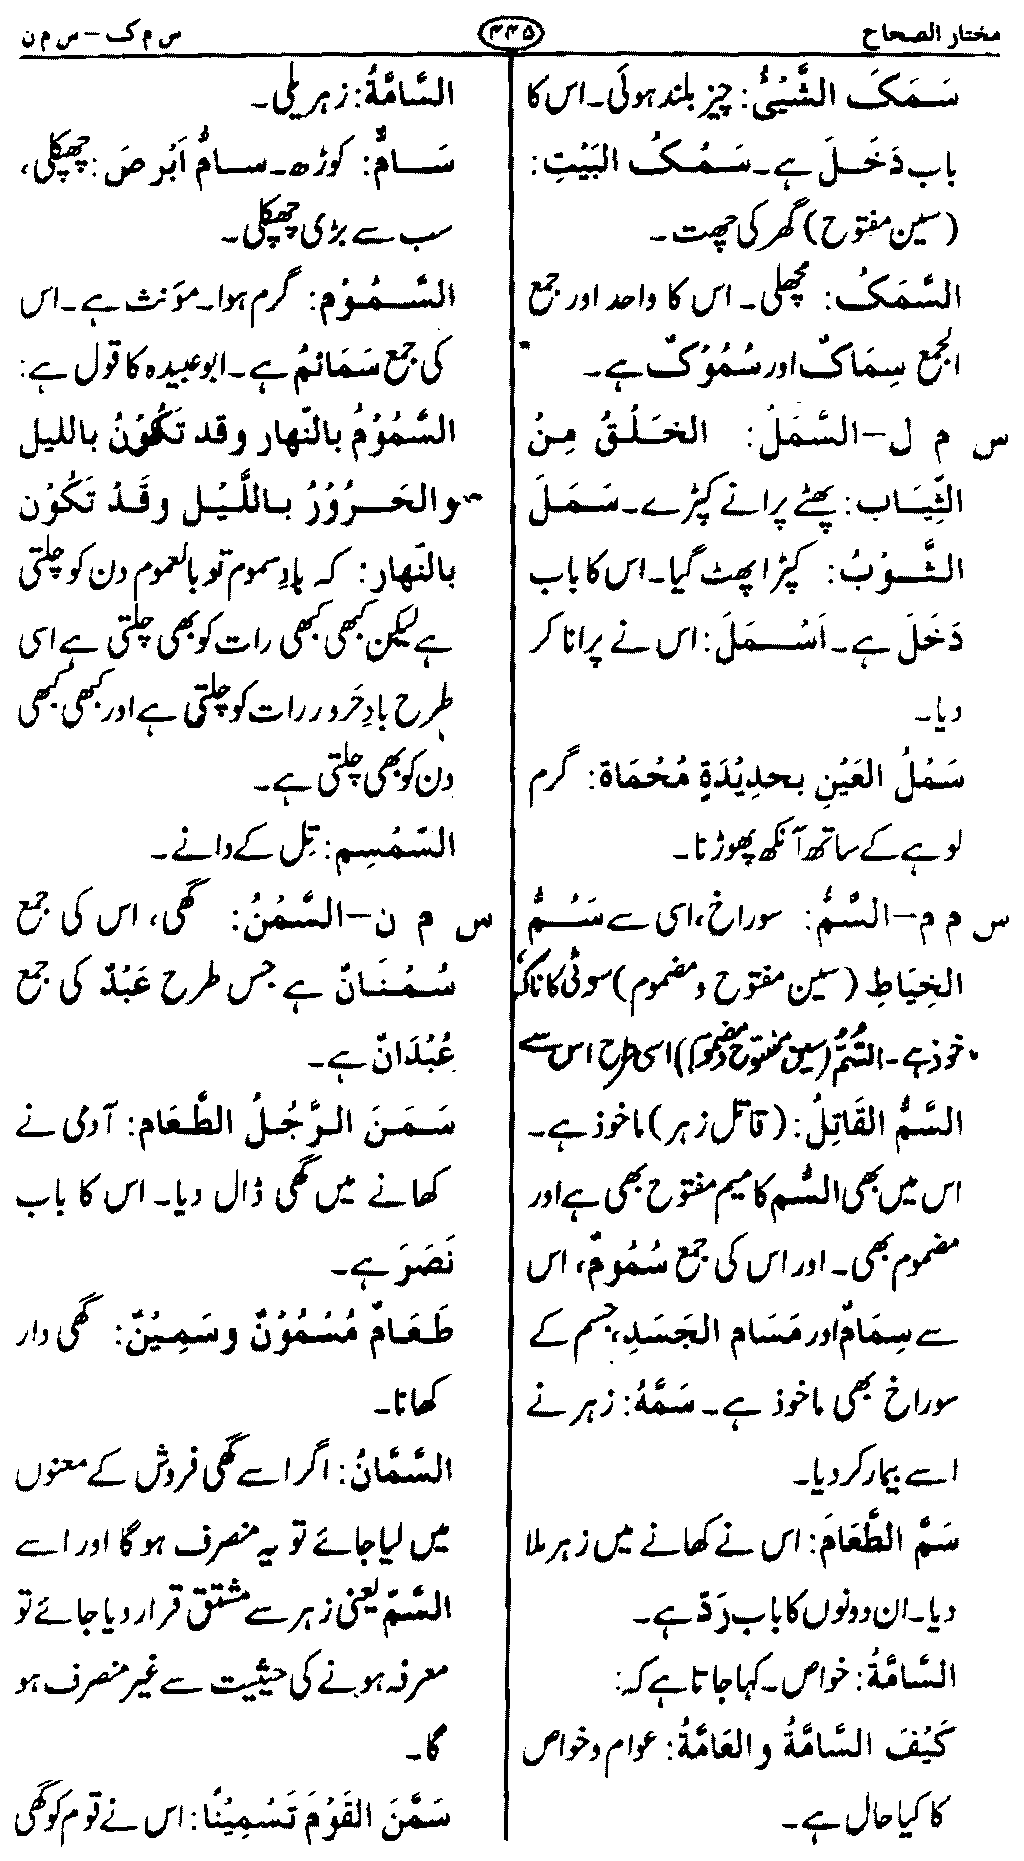 مختار الصحاح
۴۴۵
س م ک – س م ن
سَمَکَ الشَّیْئُ: چیز بلند ہوئی۔ اس کا
باب دَخَلَ ہے۔ سَمْکُ البَیْتِ:
(سین مفتوح) گھر کی چھت۔
السَّمَکُ: مچھلی۔ اس کا واحد اور جمع
الجمع سِمَاکٌ اور سُمُوْکٌ ہے۔
س م ل–السَّمَلُ: الخَلْقُ مِنُ
الثِّیَاب: پھٹے پرانے کپڑے۔ سَمَلَ
الثَّوْبُ: کپڑا پھٹ گیا۔ اس کا باب
دَخَلَ ہے۔ اَسْمَلَ: اس نے پرانا کر
دیا۔
سَمْلُ العَیْنِ بحدِیْدَۃٍ مُحْمَاۃ: گرم
لوہے کے ساتھ آنکھ پھوڑنا۔
س م م–السَّمُّ: سوراخ، اسی سے سَمُّ
الخِیَاطِ (سین مفتوح و مضموم) سوئی کا ناکہ
خوذ ہے۔ السُّمُّ (سین مفتوح و مضموم) اسی طرح اس سے
السَّمُّ القَاتِلُ: (قاتل زہر) ماخوذ ہے۔
اس میں بھی السُّم کا میم مفتوح بھی ہے اور
مضموم بھی۔ اور اس کی جمع سُمُومٌ، اس
سے سِمَامٌ اور مَسَام الجَسَدِ، جسم کے
سوراخ بھی ماخوذ ہے۔ سَمَّهُ: زہر نے
اسے بیمار کر دیا۔
سَمَّ الطَّعَامَ: اس نے کھانے میں زہر ملا
دیا۔ ان دونوں کا باب رَدّ ہے۔
السَّامَّۃُ: خواص۔ کہا جاتا ہے کہ:
کَیْفَ السَّامَّۃُ والعَامَّۃُ: عوام و خواص
کا کیا حال ہے۔
السَّامَّۃُ: زہریلی۔
سَامٌّ: کوڑھ۔ سامُّ اَبْرصَ: چھپکلی،
سب سے بڑی چھپکلی۔
السَّمُوْم: گرم ہوا۔ مؤنث ہے۔ اس
کی جمع سَمَائمُ ہے۔ ابوعبیدہ کا قول ہے:
السَّمُوْمُ بالنّهار وقد تَکُوْنُ باللیل
والحَرُوْرُ باللَّیْل وقَدْ تَکُوْن
بالنّهار: کہ بادِسموم تو بالعموم دن کو چلتی
ہے لیکن کبھی کبھی رات کو بھی چلتی ہے اسی
طرح بادِ حَرور رات کو چلتی ہے اور کبھی کبھی
دن کو بھی چلتی ہے۔
السّمْسِم: تِل کے دانے۔
س م ن–السَّمْنُ: گھی، اس کی جمع
سُمْنَانٌ ہے جس طرح عَبْدٌ کی جمع
عُبْدَانٌ ہے۔
سَمَنَ الرَّجُلُ الطَّعَام: آدمی نے
کھانے میں گھی ڈال دیا۔ اس کا باب
نَصَرَ ہے۔
طَعَامٌ مُسْمُوْنٌ وسَمِیْنٌ: گھی دار
کھانا۔
السَّمَّانُ: اگر اسے گھی فروش کے معنوں
میں لیا جائے تو یہ منصرف ہوگا اور اسے
السَّمّ یعنی زہر سے مشتق قرار دیا جائے تو
معرفہ ہونے کی حیثیت سے غیر منصرف ہو
گا۔
سَمَّنَ القَوْمَ تَسْمِیْنًا: اس نے قوم کو گھی